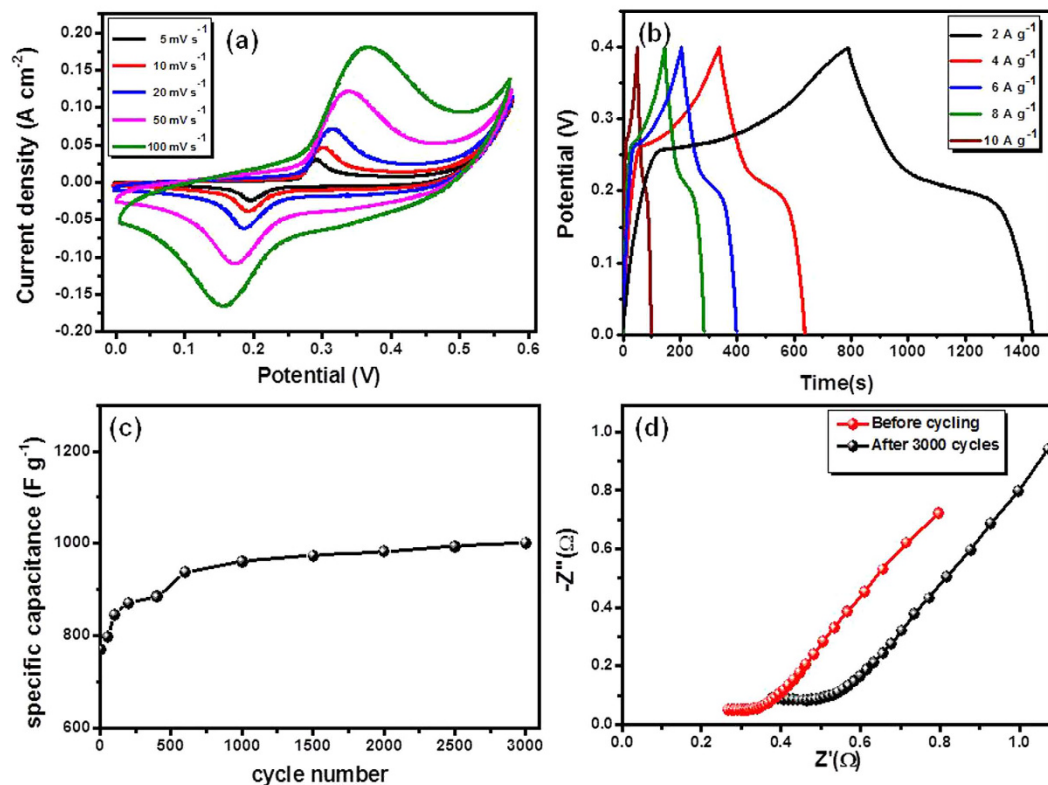 (a)
5 mV s⁻¹
10 mV s⁻¹
20 mV s⁻¹
50 mV s⁻¹
100 mV s⁻¹
Current density (A cm⁻²)
0.20
0.15
0.10
0.05
0.00
-0.05
-0.10
-0.15
-0.20
0.0 0.1 0.2 0.3 0.4 0.5 0.6
Potential (V)
(b)
2 A g⁻¹
4 A g⁻¹
6 A g⁻¹
8 A g⁻¹
10 A g⁻¹
Potential (V)
0.4
0.3
0.2
0.1
0.0
0 200 400 600 800 1000 1200 1400
Time(s)
(c)
specific capacitance (F g⁻¹)
1200
1000
800
600
0 500 1000 1500 2000 2500 3000
cycle number
(d)
Before cycling
After 3000 cycles
-Z''(Ω)
1.0
0.8
0.6
0.4
0.2
0.0
0.0 0.2 0.4 0.6 0.8 1.0
Z'(Ω)